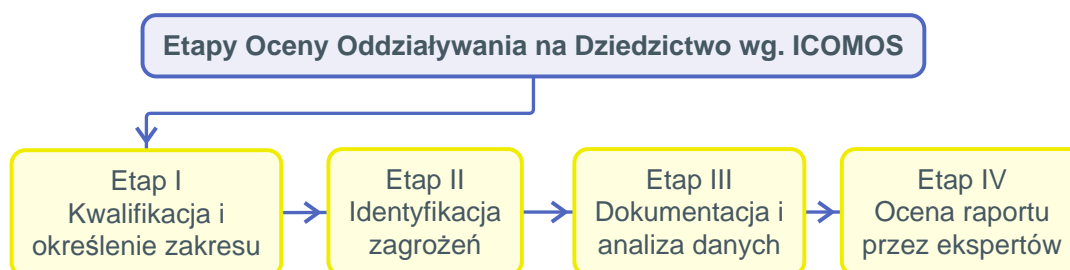 Etapy Oceny Oddziaływania na Dziedzictwo wg. ICOMOS
Etap I
Kwalifikacja i
określenie zakresu
Etap II
Identyfikacja
zagrożeń
Etap III
Dokumentacja i
analiza danych
Etap IV
Ocena raportu
przez ekspertów